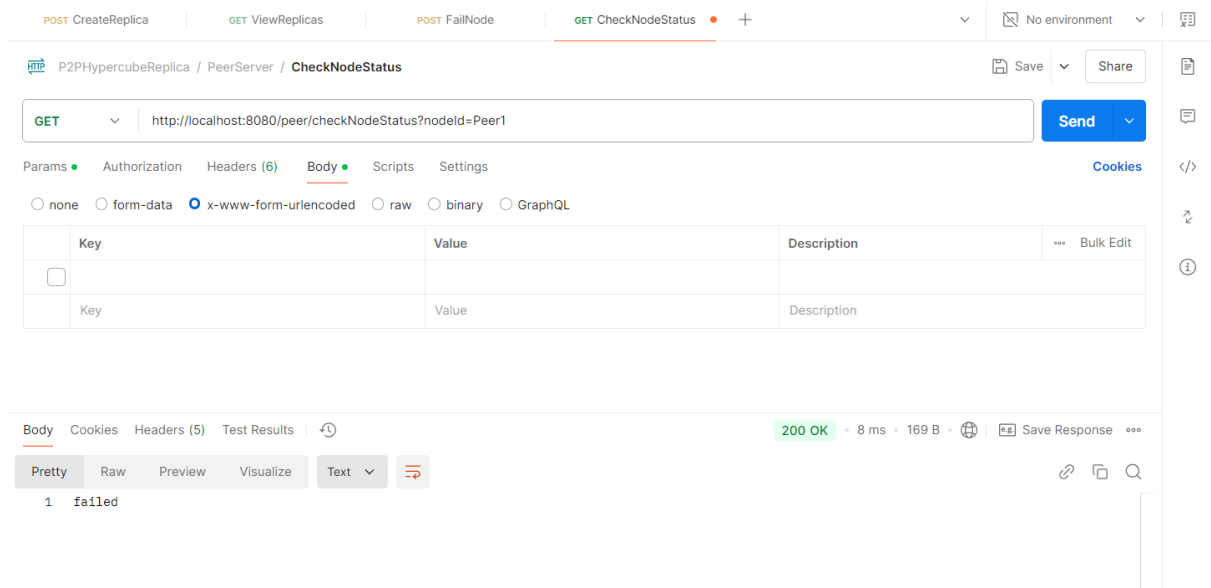 POST CreateReplica GET ViewReplicas POST FailNode GET CheckNodeStatus No environment
HTTP P2PHypercubeReplica / PeerServer / CheckNodeStatus Save Share
GET http://localhost:8080/peer/checkNodeStatus?nodeId=Peer1 Send
Params Authorization Headers (6) Body Scripts Settings Cookies
none form-data x-www-form-urlencoded raw binary GraphQL
Key Value Description Bulk Edit
Key Value Description
Body Cookies Headers (5) Test Results 200 OK 8 ms 169 B e.g. Save Response
Pretty Raw Preview Visualize Text
1 failed